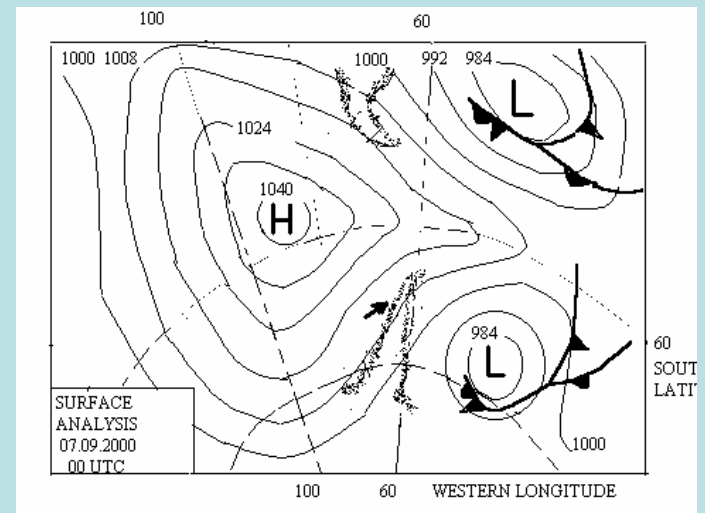 100 60
1000 1008 1000 992 984
L
1024
1040
H
984
L
60
SOUT
LATI
SURFACE
ANALYSIS
07.09.2000
00 UTC
1000
100 60 WESTERN LONGITUDE